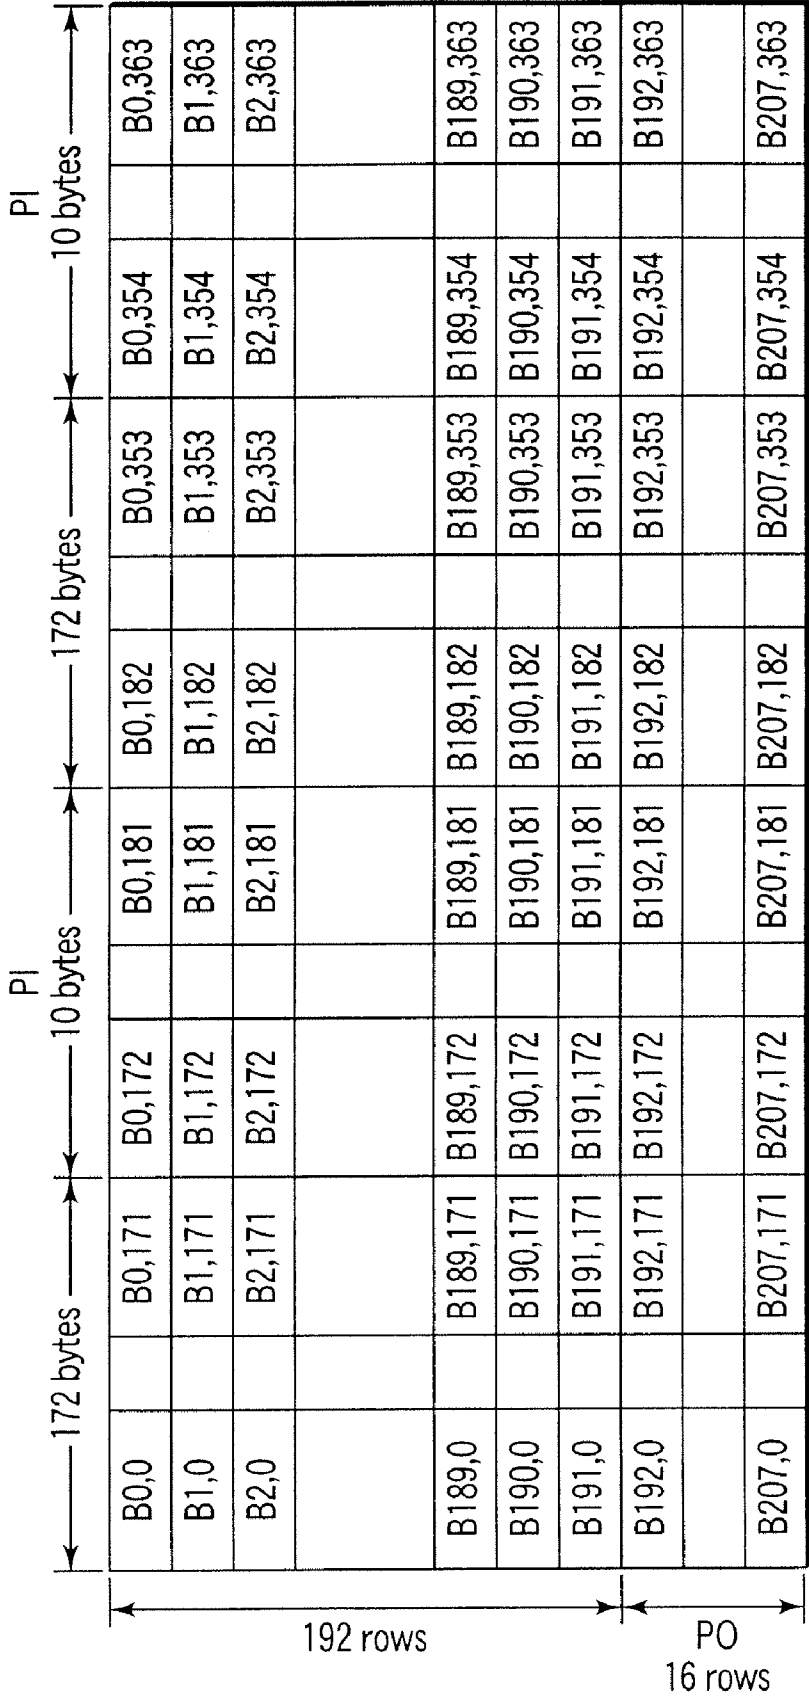 PI PI
172 bytes 10 bytes 172 bytes 10 bytes
B0,0 B0,171 B0,172 B0,181 B0,182 B0,353 B0,354 B0,363
B1,0 B1,171 B1,172 B1,181 B1,182 B1,353 B1,354 B1,363
B2,0 B2,171 B2,172 B2,181 B2,182 B2,353 B2,354 B2,363
B189,0 B189,171 B189,172 B189,181 B189,182 B189,353 B189,354 B189,363
B190,0 B190,171 B190,172 B190,181 B190,182 B190,353 B190,354 B190,363
B191,0 B191,171 B191,172 B191,181 B191,182 B191,353 B191,354 B191,363
B192,0 B192,171 B192,172 B192,181 B192,182 B192,353 B192,354 B192,363
B207,0 B207,171 B207,172 B207,181 B207,182 B207,353 B207,354 B207,363
192 rows
PO
16 rows